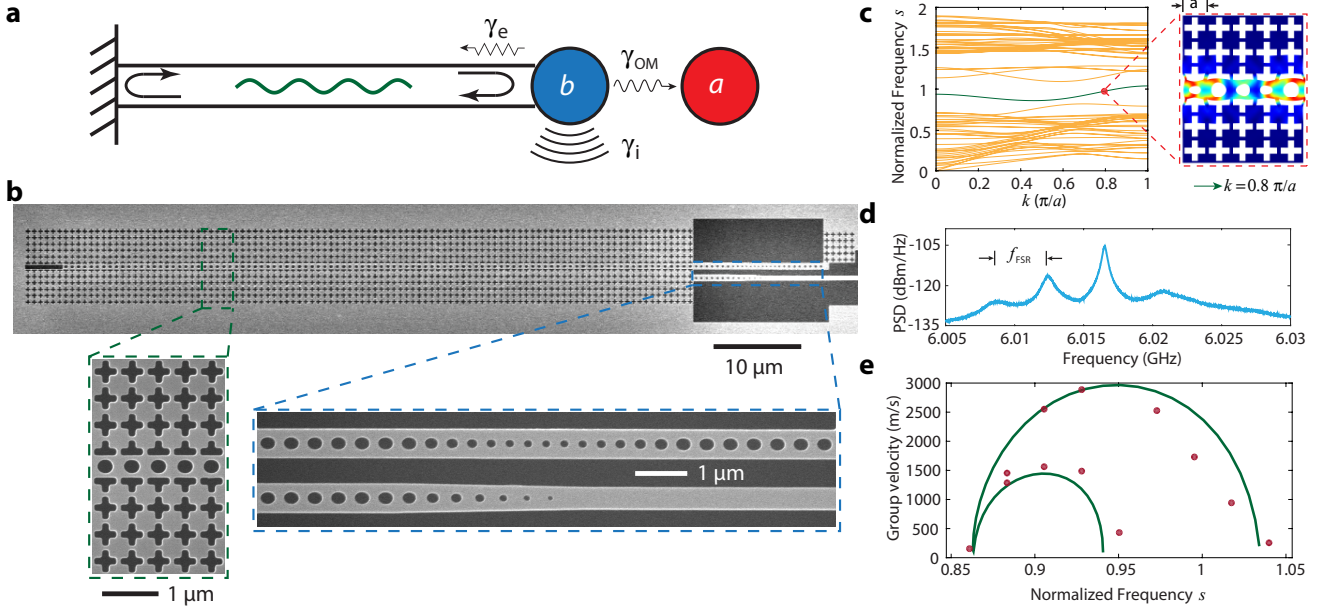 a
γe
γOM
b
a
γi
b
10 μm
1 μm
1 μm
c
Normalized Frequency s
2
1.5
1
0.5
0
0
0.2
0.4
0.6
0.8
1
k (π/a)
a
k = 0.8 π/a
d
PSD (dBm/Hz)
-105
-120
-135
fFSR
6.005
6.01
6.015
6.02
6.025
6.03
Frequency (GHz)
e
Group velocity (m/s)
3000
2500
2000
1500
1000
500
0
0.85
0.9
0.95
1
1.05
Normalized Frequency s